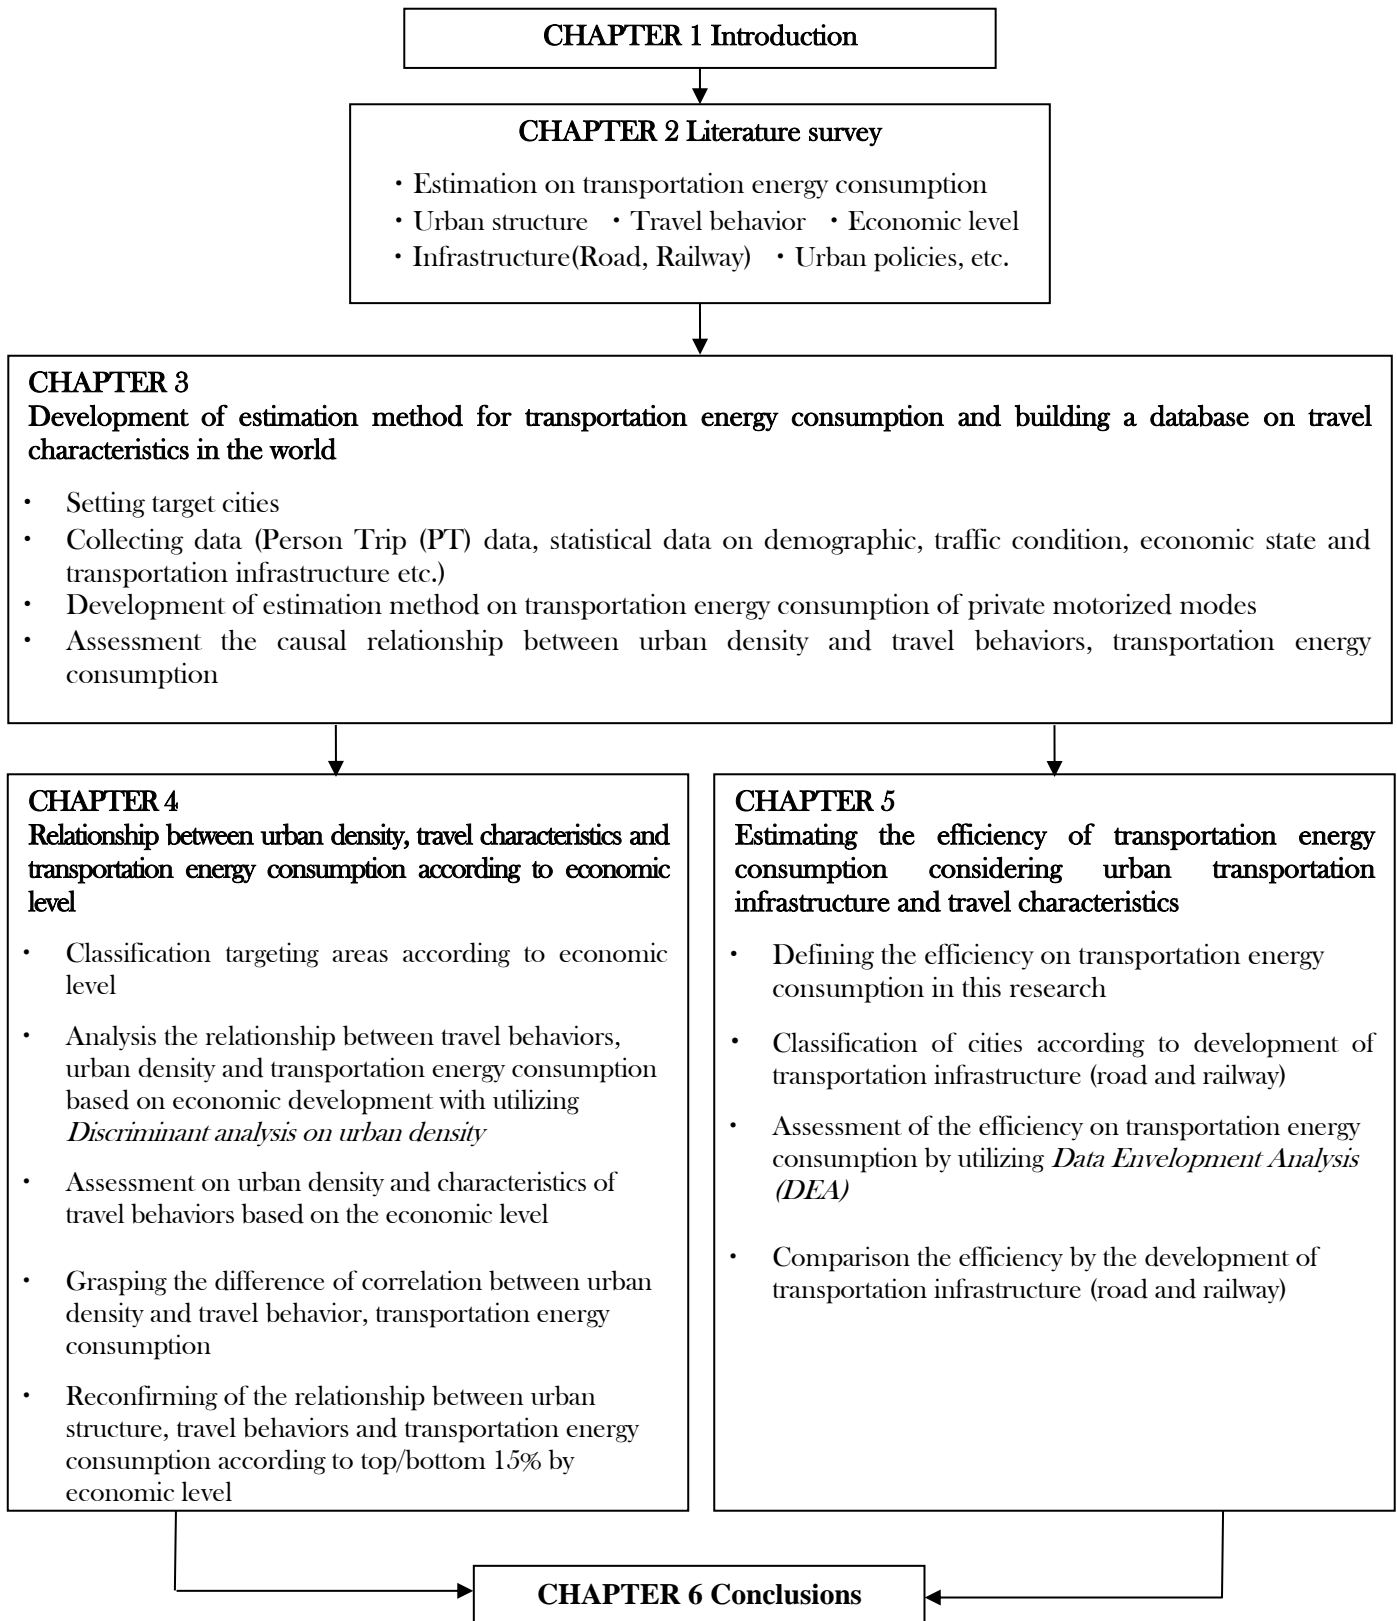 CHAPTER 1 Introduction
CHAPTER 2 Literature survey
・Estimation on transportation energy consumption
・Urban structure ・Travel behavior ・Economic level
・Infrastructure(Road, Railway) ・Urban policies, etc.
CHAPTER 3
Development of estimation method for transportation energy consumption and building a database on travel
characteristics in the world
・ Setting target cities
・ Collecting data (Person Trip (PT) data, statistical data on demographic, traffic condition, economic state and
transportation infrastructure etc.)
・ Development of estimation method on transportation energy consumption of private motorized modes
・ Assessment the causal relationship between urban density and travel behaviors, transportation energy
consumption
CHAPTER 4
Relationship between urban density, travel characteristics and
transportation energy consumption according to economic
level
・ Classification targeting areas according to economic
level
・ Analysis the relationship between travel behaviors,
urban density and transportation energy consumption
based on economic development with utilizing
Discriminant analysis on urban density
・ Assessment on urban density and characteristics of
travel behaviors based on the economic level
・ Grasping the difference of correlation between urban
density and travel behavior, transportation energy
consumption
・ Reconfirming of the relationship between urban
structure, travel behaviors and transportation energy
consumption according to top/bottom 15% by
economic level
CHAPTER 5
Estimating the efficiency of transportation energy
consumption considering urban transportation
infrastructure and travel characteristics
・ Defining the efficiency on transportation energy
consumption in this research
・ Classification of cities according to development of
transportation infrastructure (road and railway)
・ Assessment of the efficiency on transportation energy
consumption by utilizing Data Envelopment Analysis
(DEA)
・ Comparison the efficiency by the development of
transportation infrastructure (road and railway)
CHAPTER 6 Conclusions